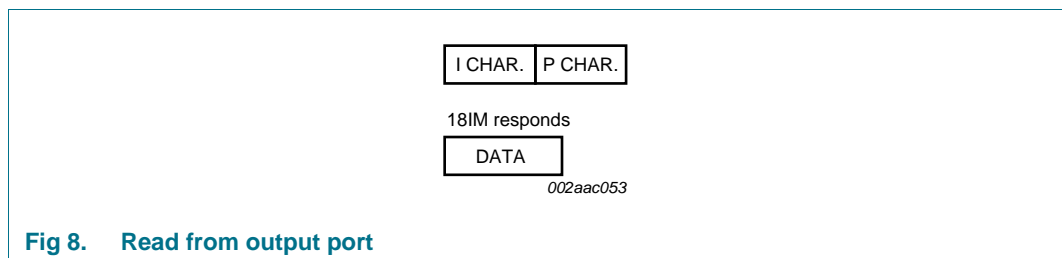 I CHAR. P CHAR.
18IM responds
DATA
002aac053
Fig 8. Read from output port